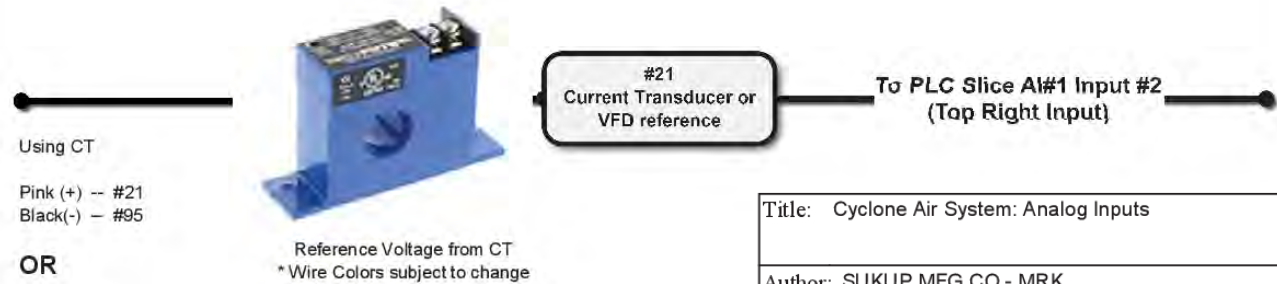 #21
Current Transducer or
VFD reference
To PLC Slice AI#1 Input #2
(Top Right Input)
Using CT
Pink (+) -- #21
Black(-) – #95
OR
Reference Voltage from CT
* Wire Colors subject to change
Title: Cyclone Air System: Analog Inputs
Author: SUKUP MFG CO - MRK